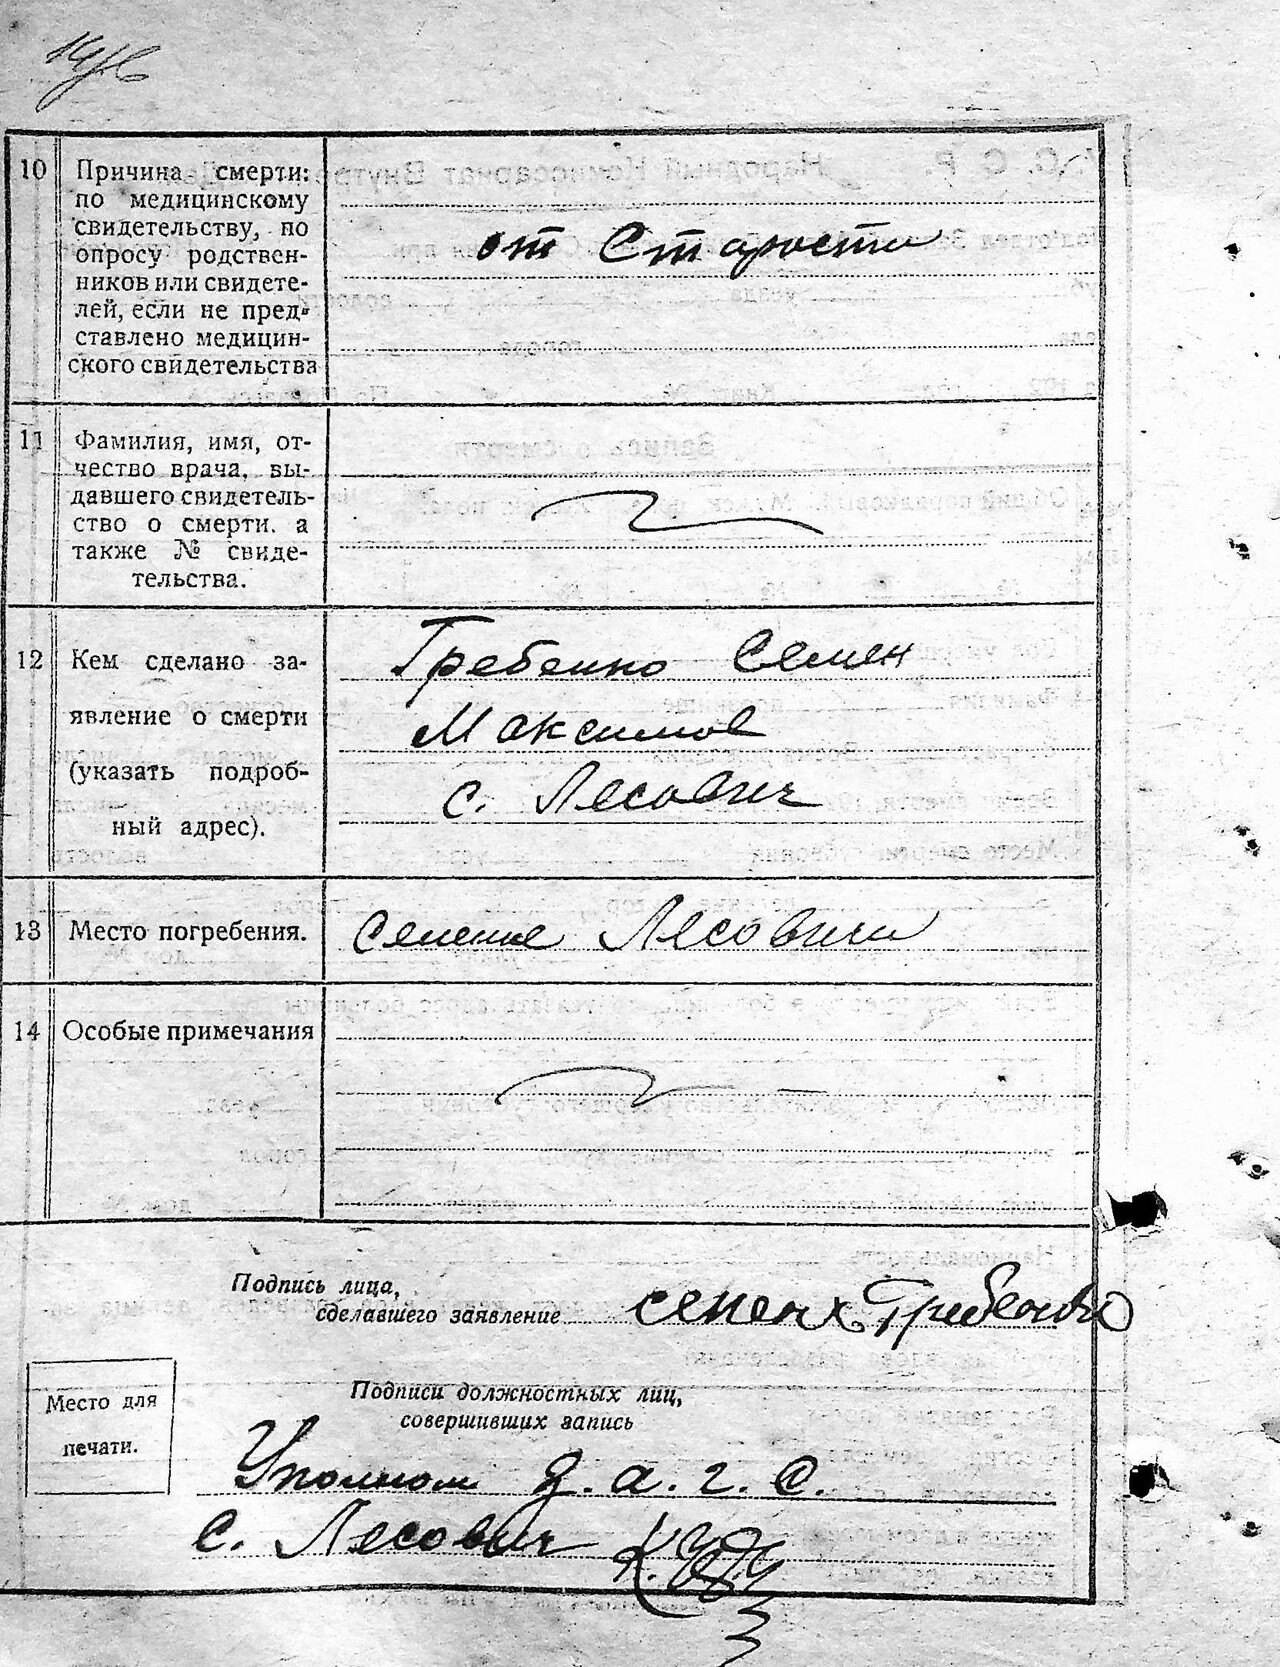 10 Причина смерти:
по медицинскому
свидетельству, по
опросу родствен-
ников или свидете-
лей, если не пред-
ставлено медицин-
ского свидетельства
от Старости
11 Фамилия, имя, от-
чество врача, вы-
давшего свидетель-
ство о смерти. а
также № свиде-
тельства.
12 Кем сделано за-
явление о смерти
(указать подроб-
ный адрес).
Гребенко Семен
Максимов
с. Лесович
13 Место погребения.
Селение Лесовичи
14 Особые примечания
Подпись лица,
сделавшего заявление
семен Гребенко
Место для
печати.
Подписи должностных лиц,
совершивших запись
Уполном З. а. г. с.
с. Лесович